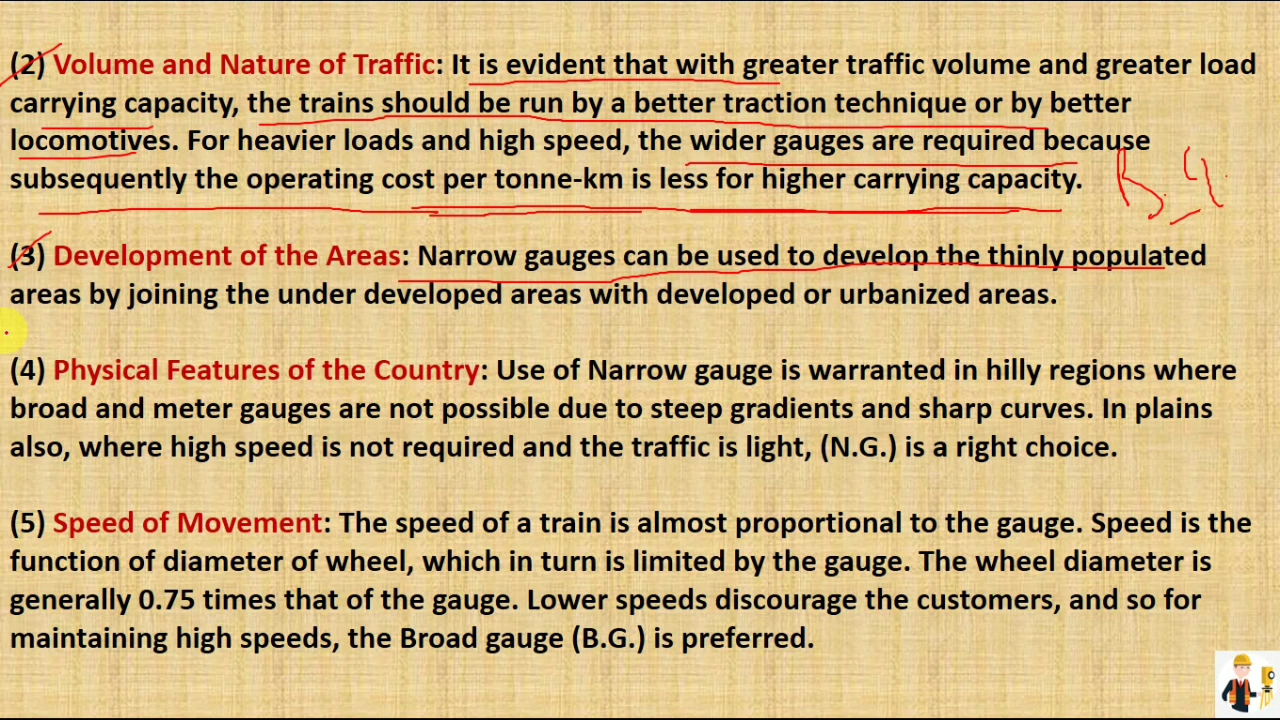 (2) Volume and Nature of Traffic: It is evident that with greater traffic volume and greater load
carrying capacity, the trains should be run by a better traction technique or by better
locomotives. For heavier loads and high speed, the wider gauges are required because
subsequently the operating cost per tonne-km is less for higher carrying capacity.
(3) Development of the Areas: Narrow gauges can be used to develop the thinly populated
areas by joining the under developed areas with developed or urbanized areas.
(4) Physical Features of the Country: Use of Narrow gauge is warranted in hilly regions where
broad and meter gauges are not possible due to steep gradients and sharp curves. In plains
also, where high speed is not required and the traffic is light, (N.G.) is a right choice.
(5) Speed of Movement: The speed of a train is almost proportional to the gauge. Speed is the
function of diameter of wheel, which in turn is limited by the gauge. The wheel diameter is
generally 0.75 times that of the gauge. Lower speeds discourage the customers, and so for
maintaining high speeds, the Broad gauge (B.G.) is preferred.